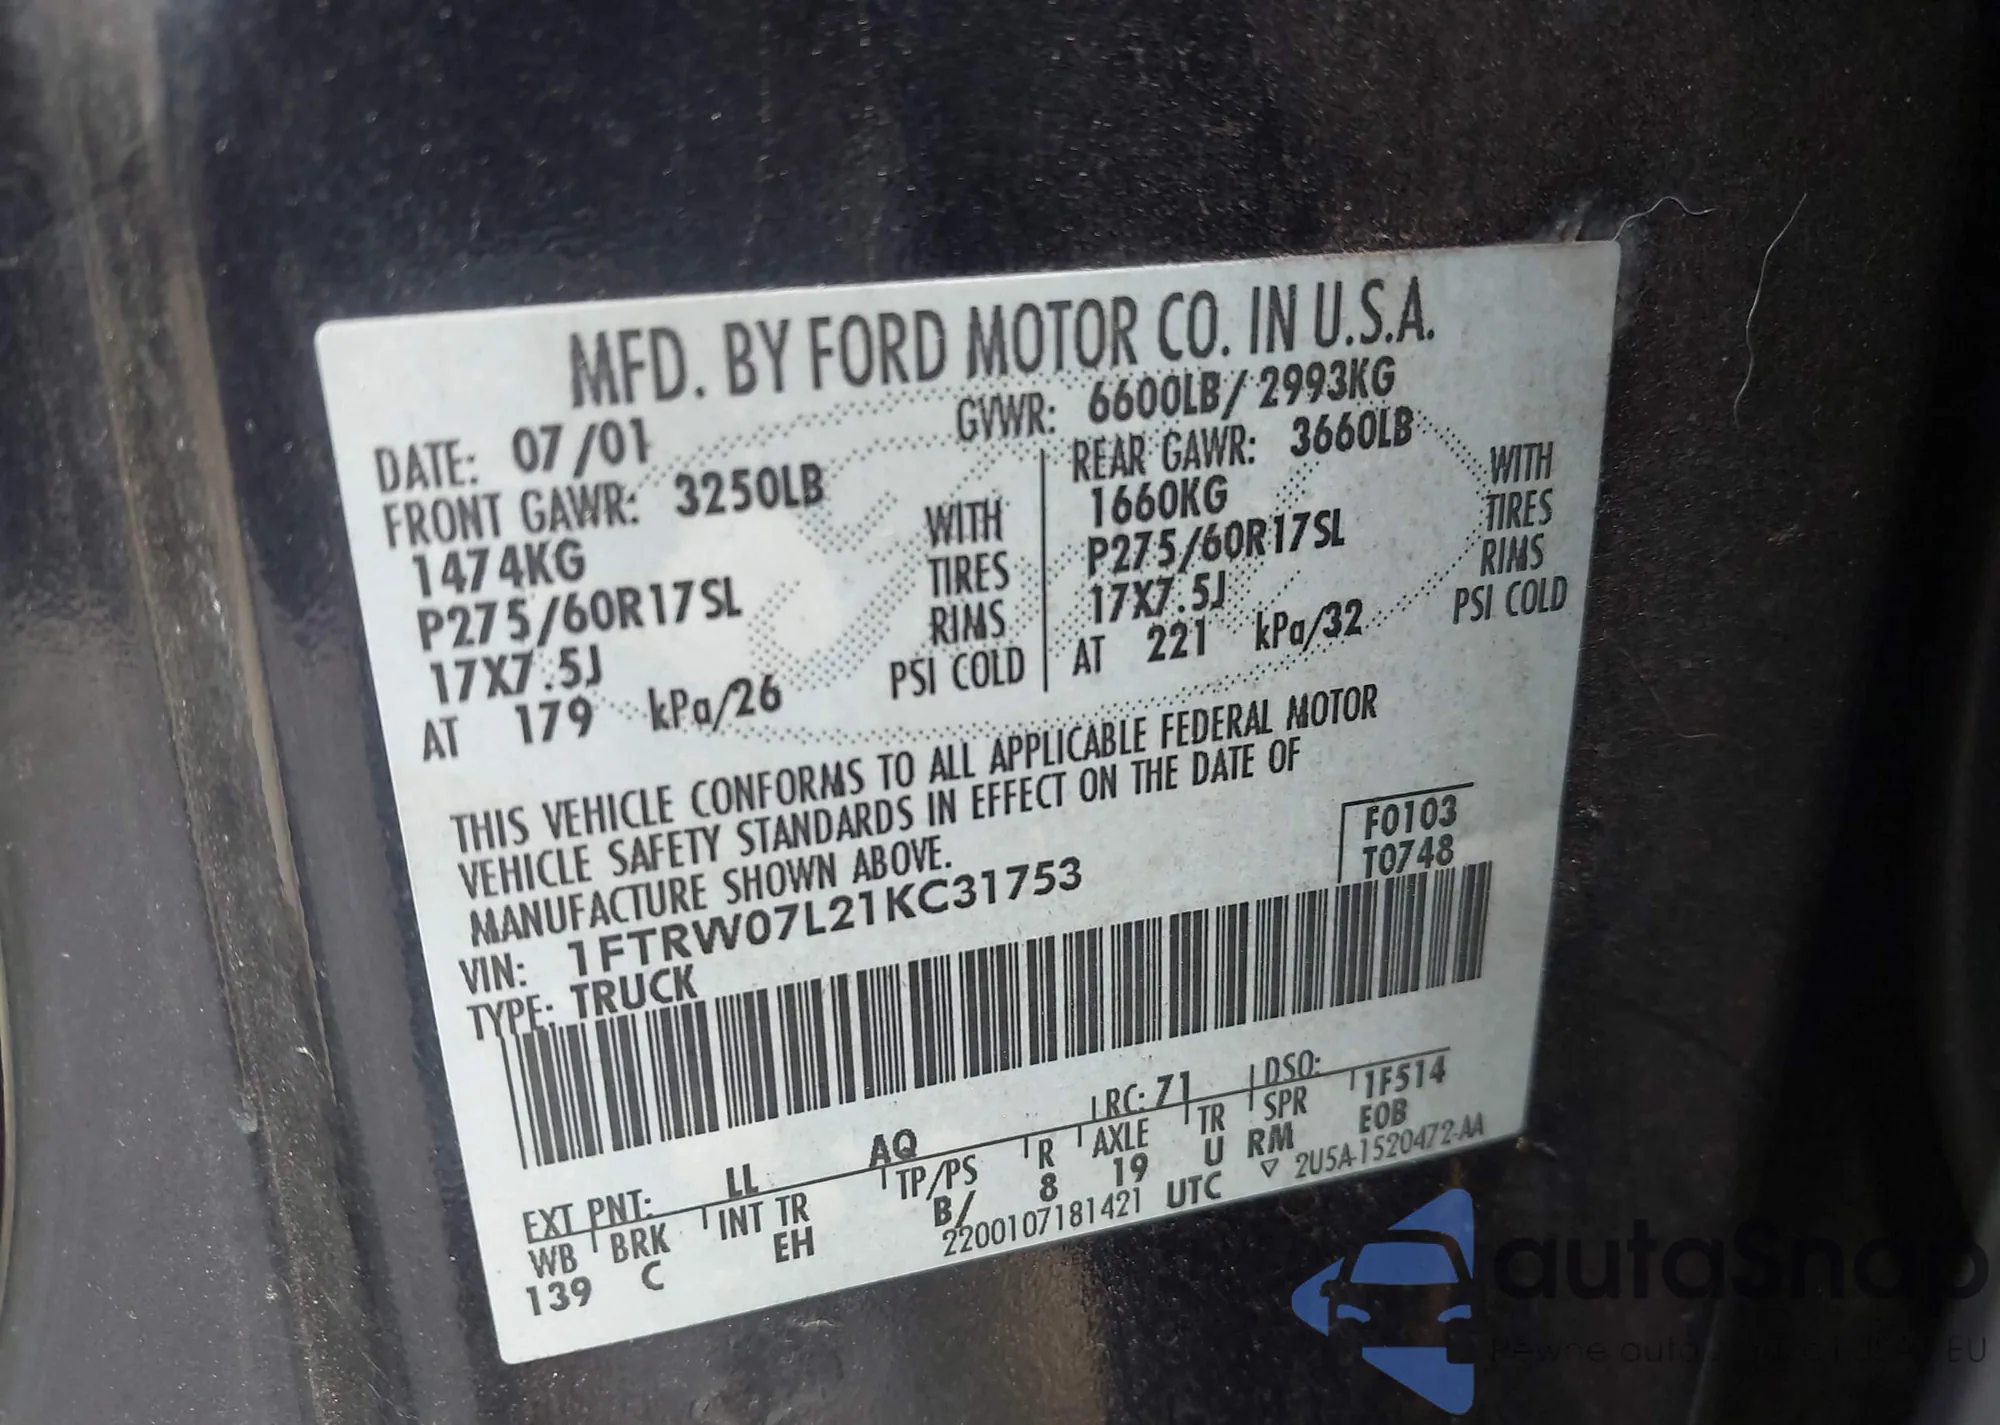 MFD. BY FORD MOTOR CO. IN U.S.A.
DATE: 07/01 GVWR: 6600LB/2993KG
FRONT GAWR: 3250LB REAR GAWR: 3660LB
1474KG WITH 1660KG WITH
P275/60R17SL TIRES P275/60R17SL TIRES
17X7.5J RIMS 17X7.5J RIMS
AT 179 kPa/26 PSI COLD AT 221 kPa/32 PSI COLD
THIS VEHICLE CONFORMS TO ALL APPLICABLE FEDERAL MOTOR
VEHICLE SAFETY STANDARDS IN EFFECT ON THE DATE OF
MANUFACTURE SHOWN ABOVE.
F0103
T0748
VIN: 1FTRW07L21KC31753
TYPE: TRUCK
EXT PNT: LL AQ RC: 71 DSO: 1F514
WB BRK INT TR TP/PS R AXLE TR SPR EOB
139 C EH B/ 8 19 U RM
2200107181421 UTC ▽ 2U5A-1520472-AA
autaSnap
EU